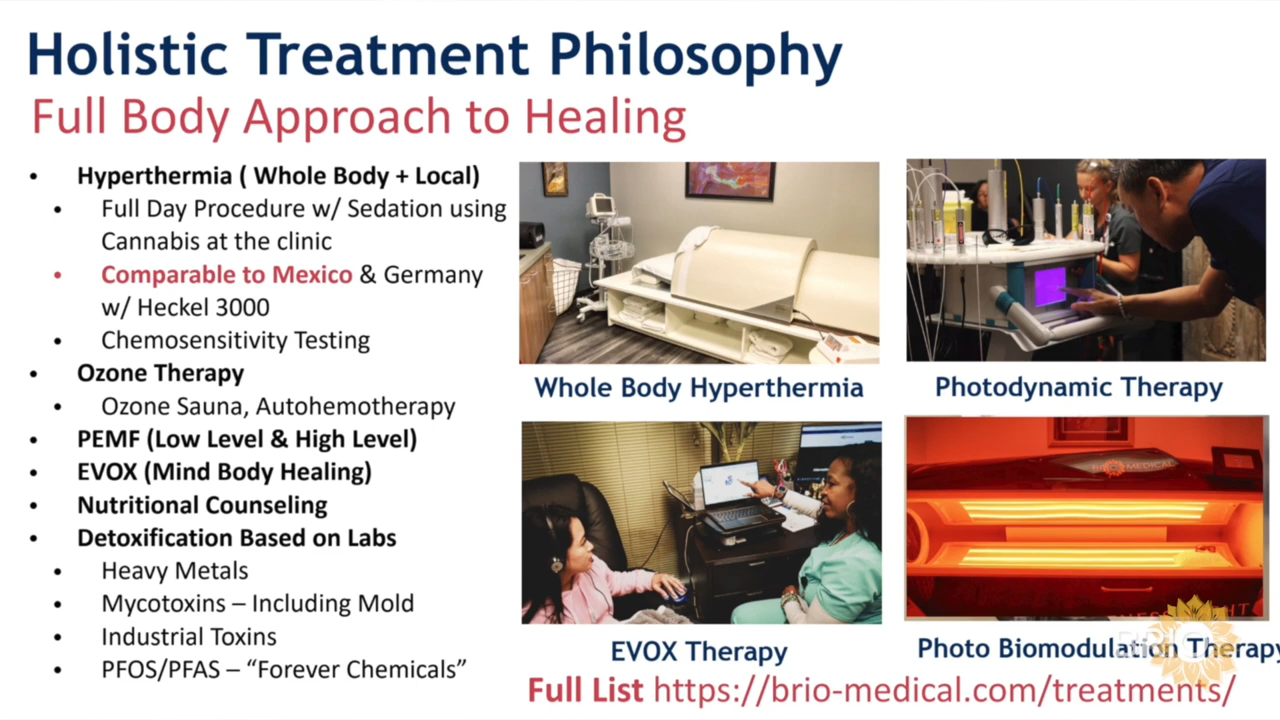 Holistic Treatment Philosophy
Full Body Approach to Healing
• Hyperthermia ( Whole Body + Local)
• Full Day Procedure w/ Sedation using
Cannabis at the clinic
• Comparable to Mexico & Germany
w/ Heckel 3000
• Chemosensitivity Testing
• Ozone Therapy
• Ozone Sauna, Autohemotherapy
• PEMF (Low Level & High Level)
• EVOX (Mind Body Healing)
• Nutritional Counseling
• Detoxification Based on Labs
• Heavy Metals
• Mycotoxins – Including Mold
• Industrial Toxins
• PFOS/PFAS – “Forever Chemicals”
Whole Body Hyperthermia
Photodynamic Therapy
BRIO MEDICAL
EVOX Therapy
Photo Biomodulation Therapy
BRIO
Full List https://brio-medical.com/treatments/